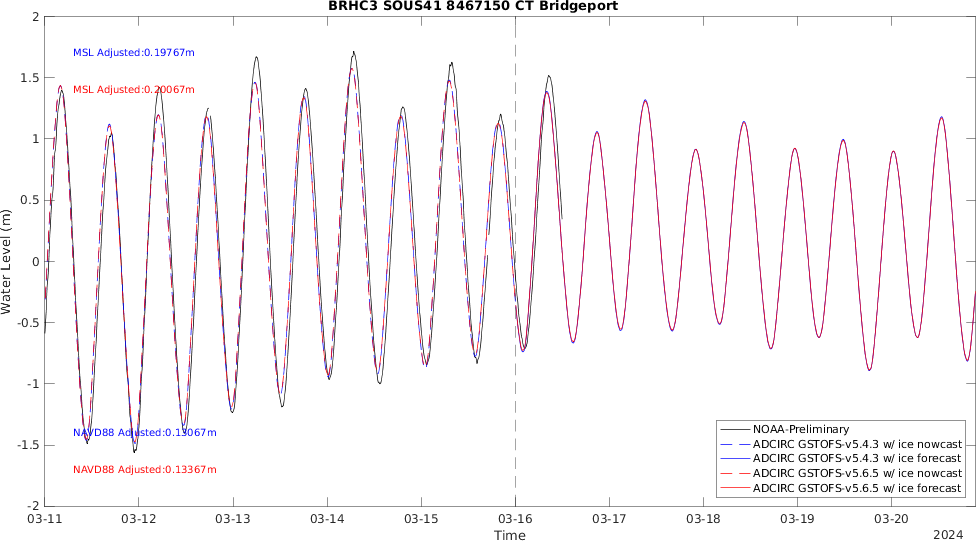 BRHC3 SOUS41 8467150 CT Bridgeport
2
1.5
1
0.5
0
-0.5
-1
-1.5
-2
Water Level (m)
MSL Adjusted:0.19767m
MSL Adjusted:0.20067m
NAVD88 Adjusted:0.13067m
NAVD88 Adjusted:0.13367m
NOAA-Preliminary
ADCIRC GSTOFS-v5.4.3 w/ ice nowcast
ADCIRC GSTOFS-v5.4.3 w/ ice forecast
ADCIRC GSTOFS-v5.6.5 w/ ice nowcast
ADCIRC GSTOFS-v5.6.5 w/ ice forecast
03-11 03-12 03-13 03-14 03-15 03-16 03-17 03-18 03-19 03-20
Time
2024